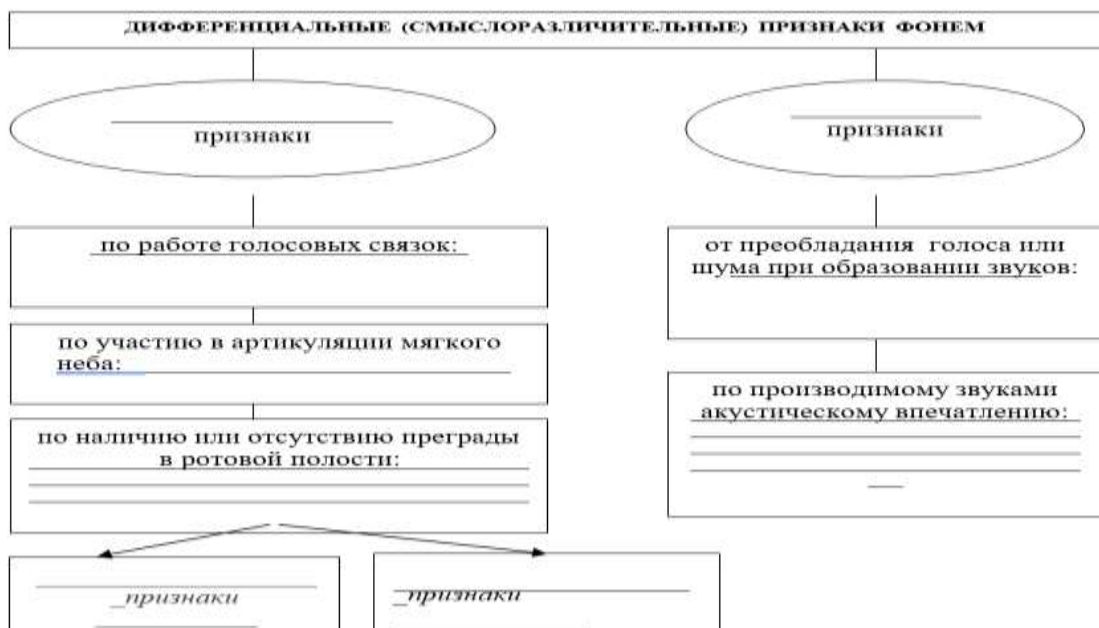 ДИФФЕРЕНЦИАЛЬНЫЕ (СМЫСЛОРАЗЛИЧИТЕЛЬНЫЕ) ПРИЗНАКИ ФОНЕМ
признаки
признаки
по работе голосовых связок:
по участию в артикуляции мягкого
неба:
по наличию или отсутствию преграды
в ротовой полости:
от преобладания голоса или
шума при образовании звуков:
по производимому звуками
акустическому впечатлению:
_признаки
_признаки